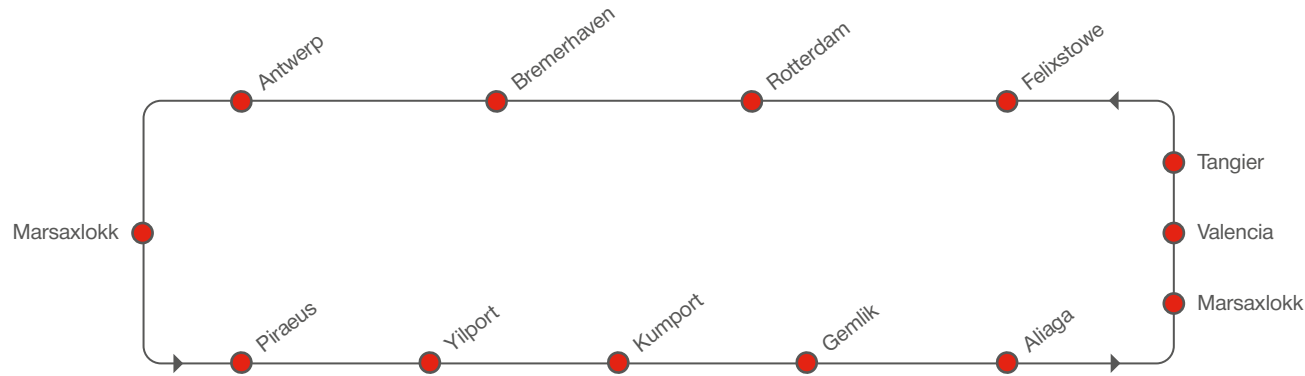 Antwerp
Bremerhaven
Rotterdam
Felixstowe
Tangier
Marsaxlokk
Valencia
Marsaxlokk
Piraeus
Yilport
Kumport
Gemlik
Aliaga